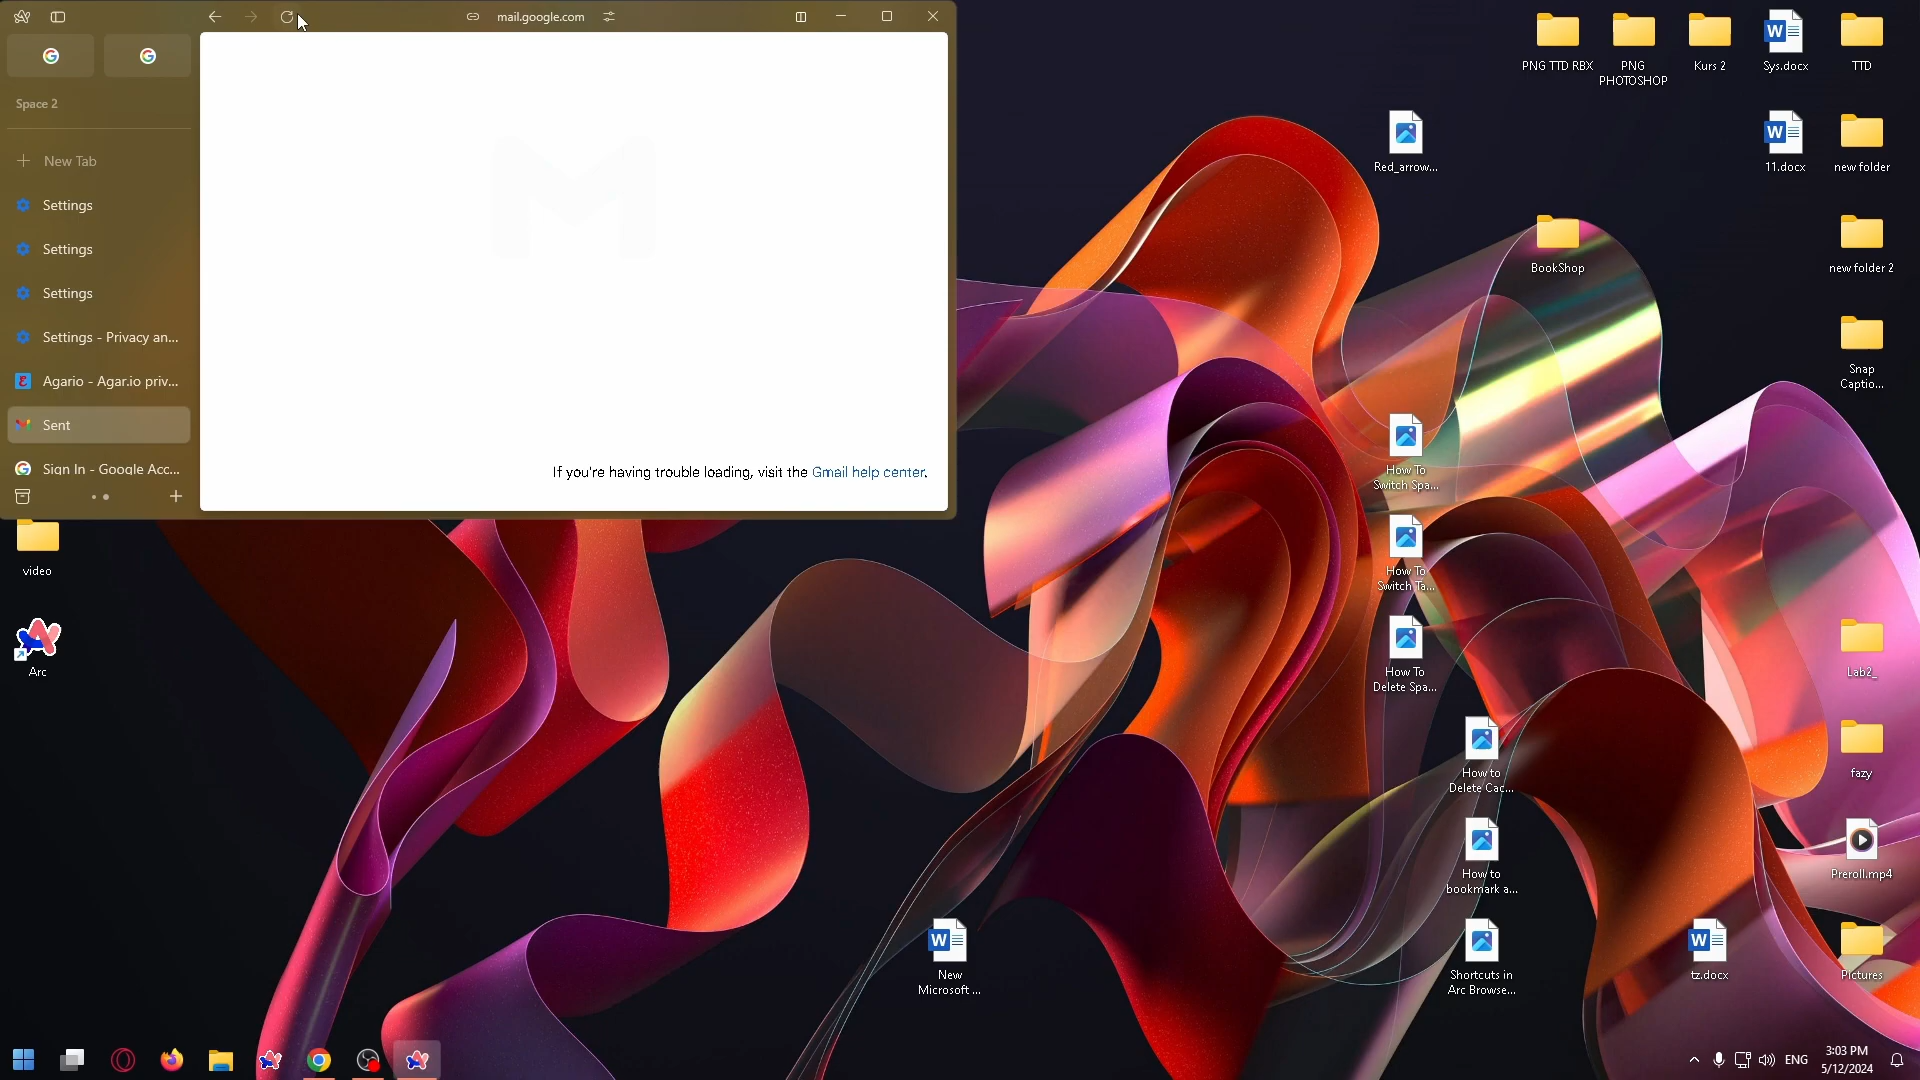 mail.google.com
Space 2
New Tab
Settings
Settings
Settings
Settings - Privacy an...
Agario - Agar.io priv...
Sent
Sign In - Google Acc...
If you're having trouble loading, visit the Gmail help center.
video
Arc
PNG TTD RBX
PNG
PHOTOSHOP
Kurs 2
Sys.docx
TTD
Red_arrow...
11.docx
new folder
BookShop
new folder 2
Snap
Captio...
How To
Switch Spa...
How To
Switch Ta...
How To
Delete Spa...
Lab2_
How to
Delete Cac...
fazy
How to
bookmark a...
Preroll.mp4
New
Microsoft ...
Shortcuts in
Arc Browse...
tz.docx
Pictures
ENG
3:03 PM
5/12/2024